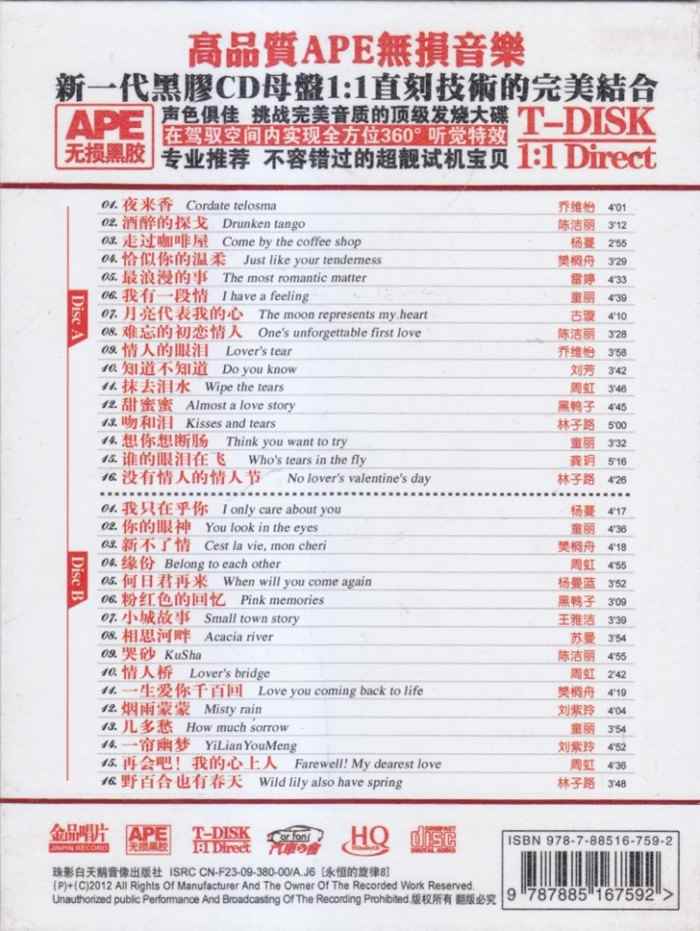 高品質APE無損音樂
新一代黑膠CD母盤1:1直刻技術的完美結合
APE 无损黑胶
声色俱佳 挑战完美音质的顶级发烧大碟
在驾驭空间内实现全方位360° 听觉特效
专业推荐 不容错过的超靓试机宝贝
T-DISK
1:1 Direct
Disc A
01. 夜来香 Cordate telosma 乔维怡 4'01
02. 酒醉的探戈 Drunken tango 陈洁丽 3'12
03. 走过咖啡屋 Come by the coffee shop 杨蔓 2'55
04. 恰似你的温柔 Just like your tenderness 樊桐舟 3'29
05. 最浪漫的事 The most romantic matter 雷婷 4'33
06. 我有一段情 I have a feeling 童丽 4'39
07. 月亮代表我的心 The moon represents my heart 古璇 4'10
08. 难忘的初恋情人 One's unforgettable first love 陈洁丽 3'28
09. 情人的眼泪 Lover's tear 乔维怡 3'58
10. 知道不知道 Do you know 刘芳 3'42
11. 抹去泪水 Wipe the tears 周虹 3'46
12. 甜蜜蜜 Almost a love story 黑鸭子 4'45
13. 吻和泪 Kisses and tears 林子路 5'00
14. 想你想断肠 Think you want to try 童丽 3'32
15. 谁的眼泪在飞 Who's tears in the fly 龚玥 5'16
16. 没有情人的情人节 No lover's valentine's day 林子路 4'26
Disc B
01. 我只在乎你 I only care about you 杨蔓 4'17
02. 你的眼神 You look in the eyes 童丽 4'36
03. 新不了情 Cest la vie, mon cheri 樊桐舟 4'18
04. 缘份 Belong to each other 周虹 4'55
05. 何日君再来 When will you come again 杨曼蓝 3'52
06. 粉红色的回忆 Pink memories 黑鸭子 3'09
07. 小城故事 Small town story 王雅洁 3'39
08. 相思河畔 Acacia river 苏曼 3'54
09. 哭砂 KuSha 陈洁丽 4'55
10. 情人桥 Lover's bridge 周虹 2'42
11. 一生爱你千百回 Love you coming back to life 樊桐舟 4'19
12. 烟雨蒙蒙 Misty rain 刘紫玲 4'04
13. 几多愁 How much sorrow 童丽 3'54
14. 一帘幽梦 YiLianYouMeng 刘紫玲 4'52
15. 再会吧！我的心上人 Farewell! My dearest love 周虹 4'36
16. 野百合也有春天 Wild lily also have spring 林子路 3'48
金品唱片 JINPIN RECORD
APE 无损黑胶
T-DISK 1:1 Direct
Car fans 汽車の音
HQ
COMPACT disc DIGITAL AUDIO
ISBN 978-7-88516-759-2
9 787885 167592 >
珠影白天鹅音像出版社 ISRC CN-F23-09-380-00/A.J6 [永恒的旋律8]
(P)+(C)2012 All Rights Of Manufacturer And The Owner Of The Recorded Work Reserved.
Unauthorized public Performance And Broadcasting Of The Recording Prohibited.版权所有 翻版必究